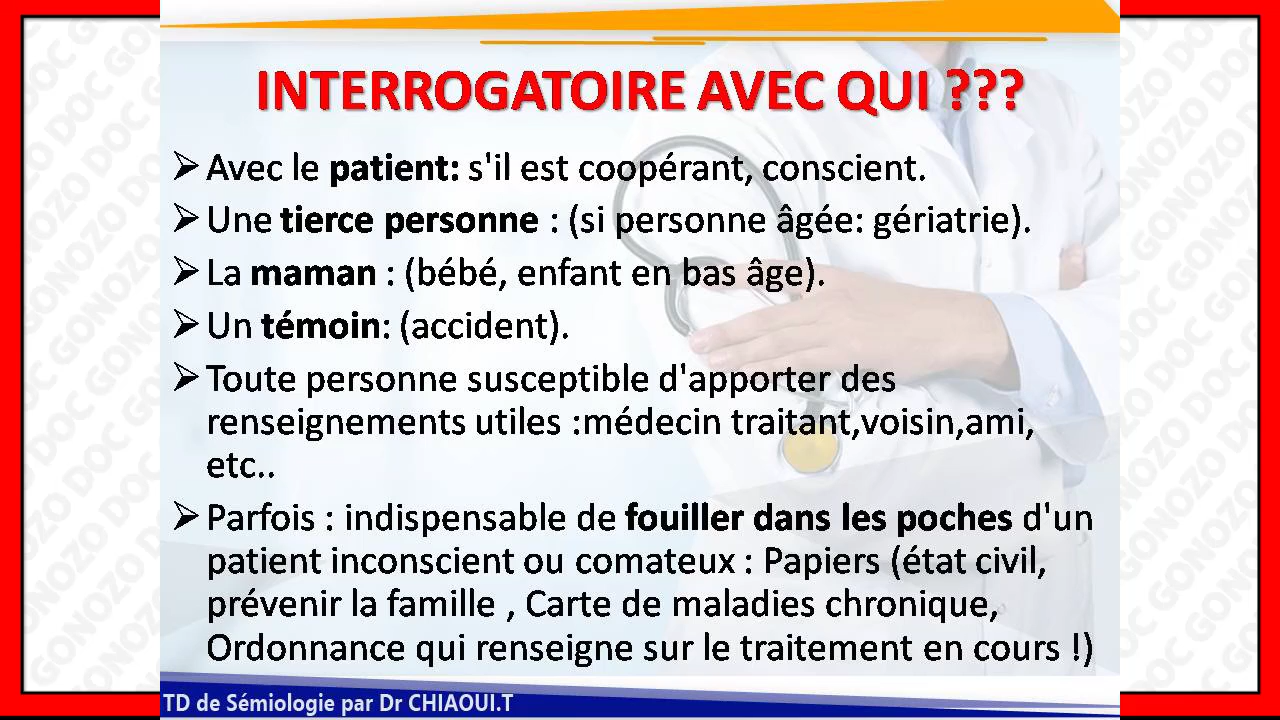 INTERROGATOIRE AVEC QUI ???
➢Avec le patient: s'il est coopérant, conscient.
➢Une tierce personne : (si personne âgée: gériatrie).
➢La maman : (bébé, enfant en bas âge).
➢Un témoin: (accident).
➢Toute personne susceptible d'apporter des
renseignements utiles :médecin traitant,voisin,ami,
etc..
➢Parfois : indispensable de fouiller dans les poches d'un
patient inconscient ou comateux : Papiers (état civil,
prévenir la famille , Carte de maladies chronique,
Ordonnance qui renseigne sur le traitement en cours !)
TD de Sémiologie par Dr CHIAOUI.T
GONOZO DOC